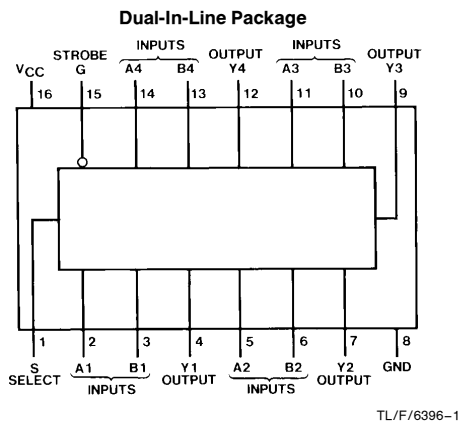 Dual-In-Line Package
STROBE INPUTS OUTPUT INPUTS OUTPUT
VCC G A4 B4 Y4 A3 B3 Y3
16 15 14 13 12 11 10 9
1 2 3 4 5 6 7 8
S A1 B1 Y1 A2 B2 Y2 GND
SELECT INPUTS OUTPUT INPUTS OUTPUT
TL/F/6396–1